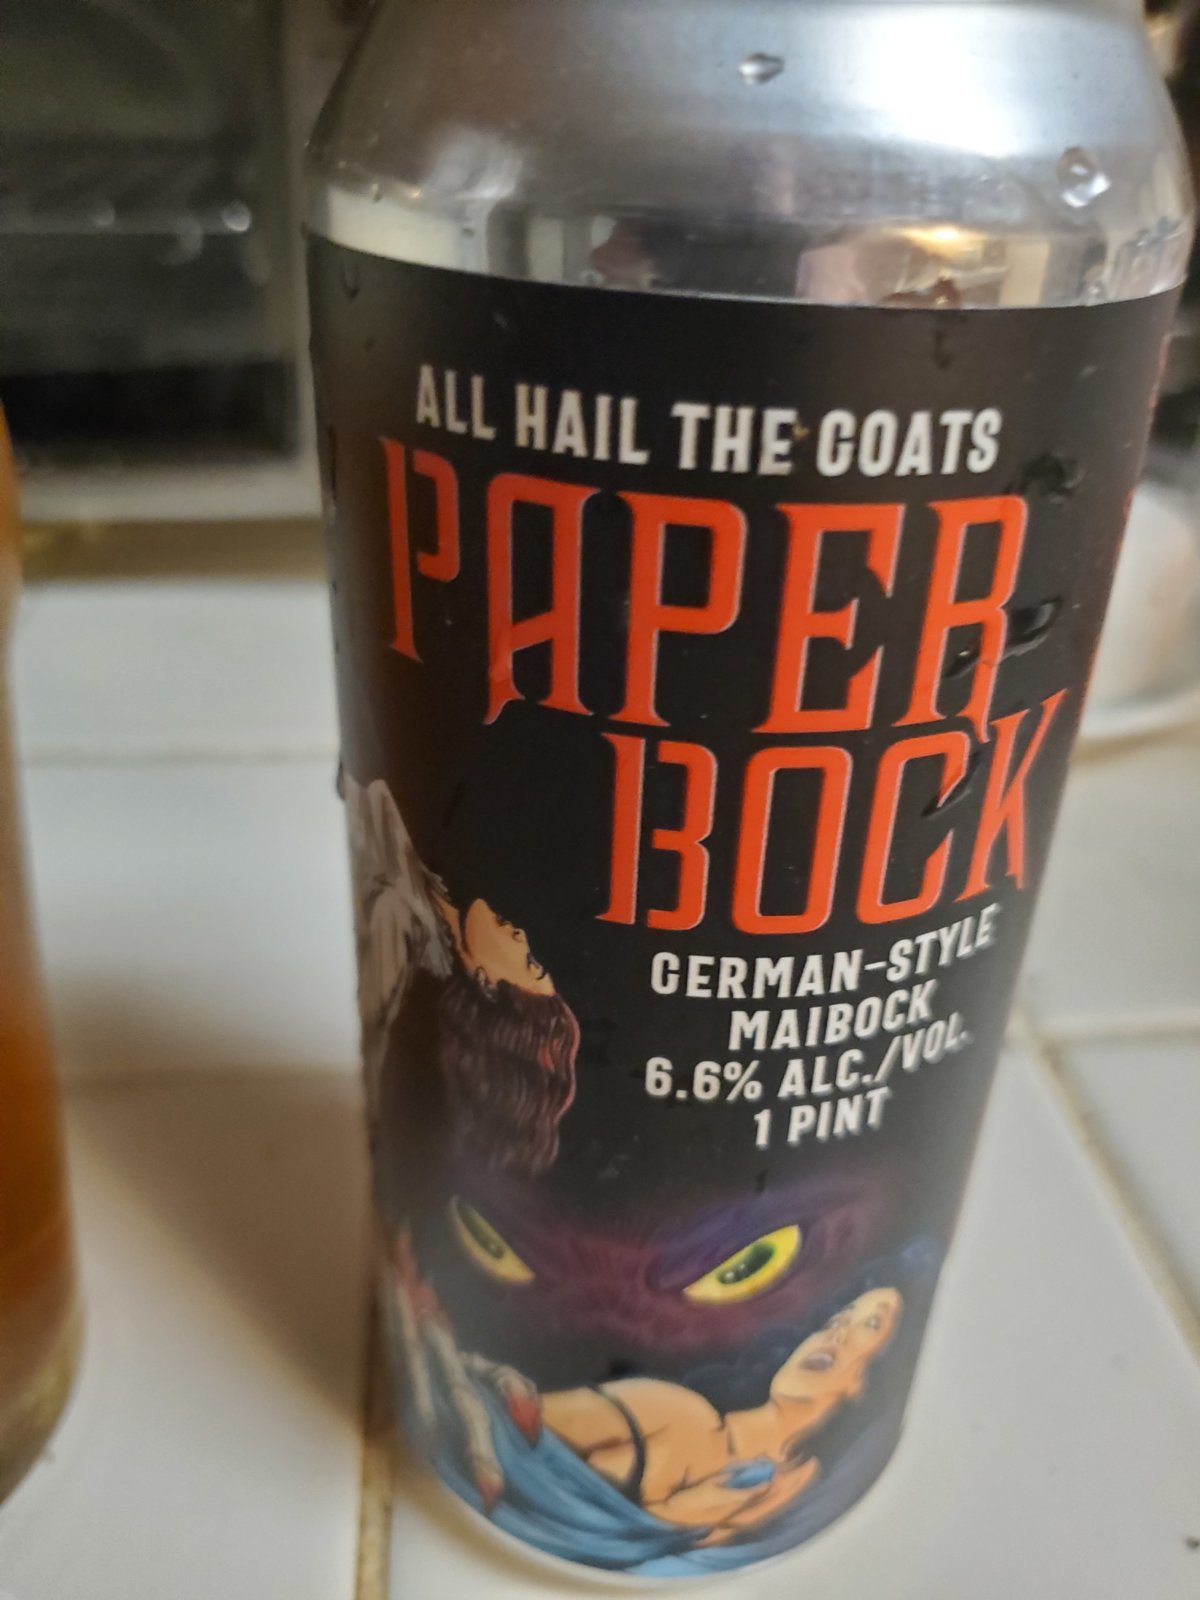 ALL HAIL THE GOATS
PAPER
BOCK
GERMAN-STYLE
MAIBOCK
6.6% ALC./VOL.
1 PINT